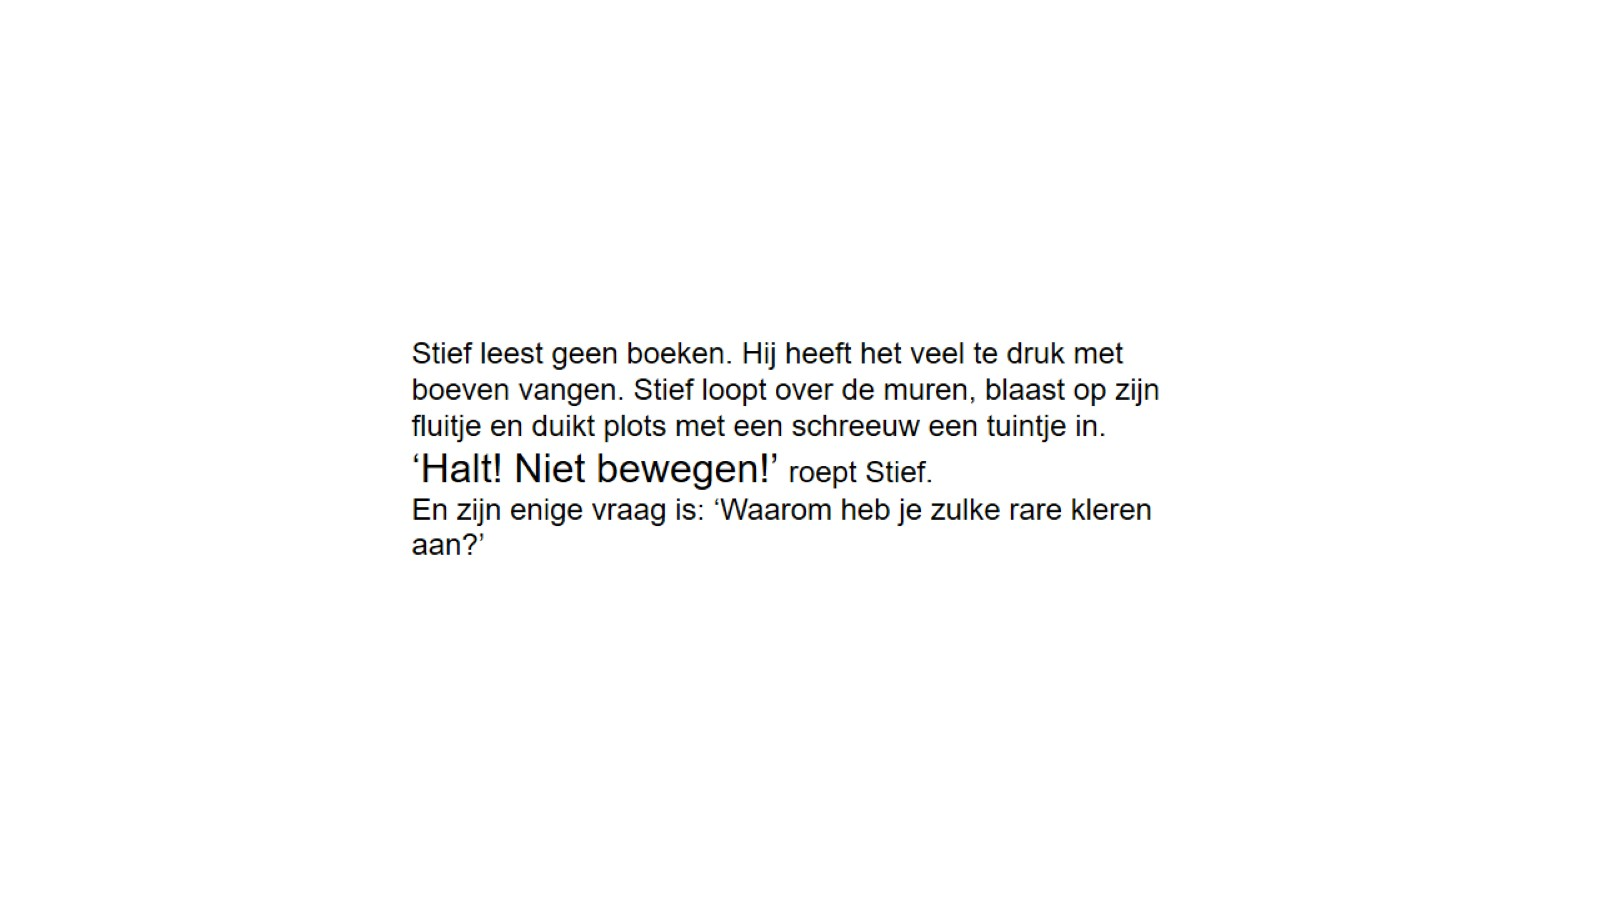 Stief leest geen boeken. Hij heeft het veel te druk met
boeven vangen. Stief loopt over de muren, blaast op zijn
fluitje en duikt plots met een schreeuw een tuintje in.
‘Halt! Niet bewegen!’ roept Stief.
En zijn enige vraag is: ‘Waarom heb je zulke rare kleren
aan?’